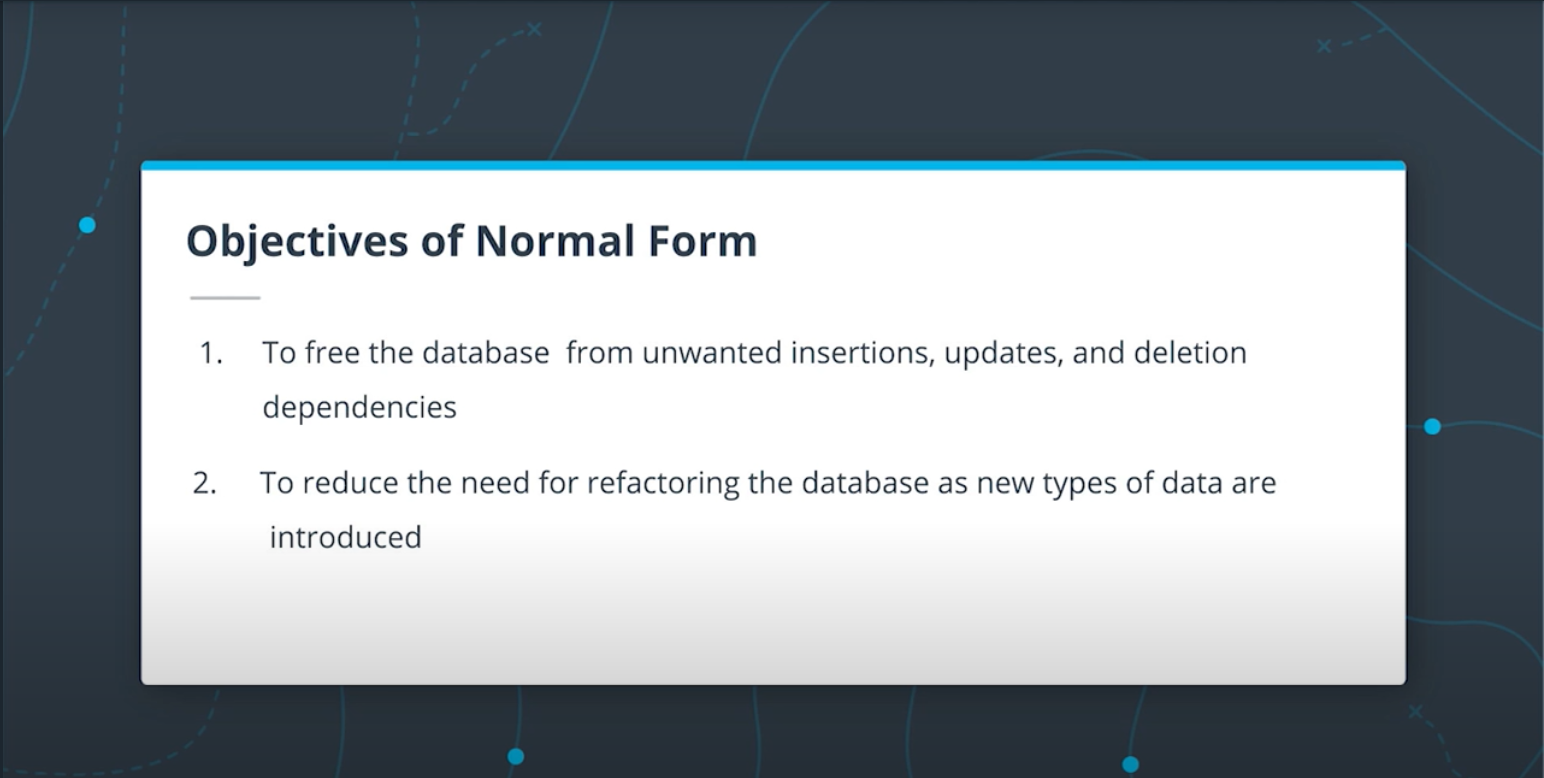 Objectives of Normal Form
1. To free the database  from unwanted insertions, updates, and deletion
dependencies
2. To reduce the need for refactoring the database as new types of data are
introduced